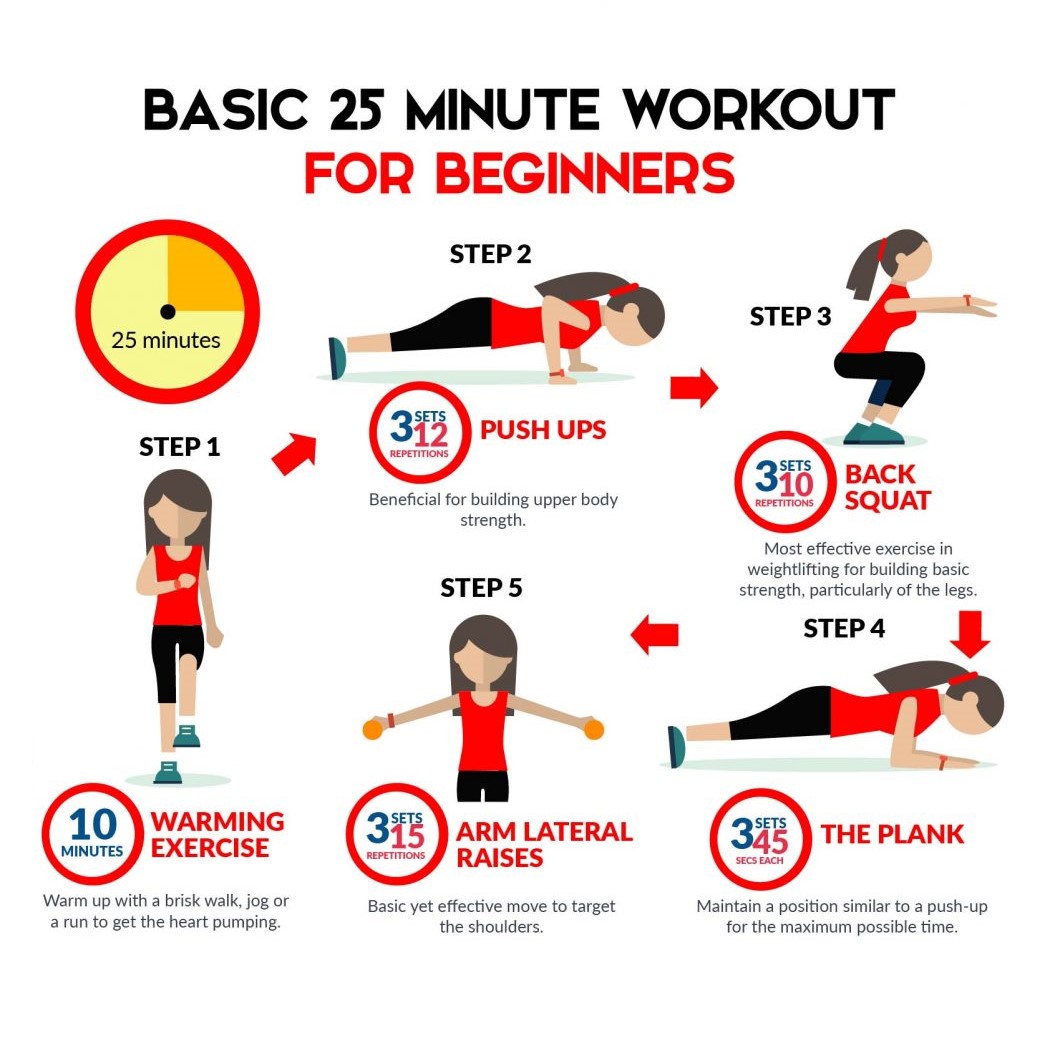 BASIC 25 MINUTE WORKOUT
FOR BEGINNERS
25 minutes
STEP 1
10
MINUTES
WARMING
EXERCISE
Warm up with a brisk walk, jog or
a run to get the heart pumping.
STEP 2
3 SETS
12
REPETITIONS
PUSH UPS
Beneficial for building upper body
strength.
STEP 3
3 SETS
10
REPETITIONS
BACK
SQUAT
Most effective exercise in
weightlifting for building basic
strength, particularly of the legs.
STEP 4
3 SETS
45
SECS EACH
THE PLANK
Maintain a position similar to a push-up
for the maximum possible time.
STEP 5
3 SETS
15
REPETITIONS
ARM LATERAL
RAISES
Basic yet effective move to target
the shoulders.